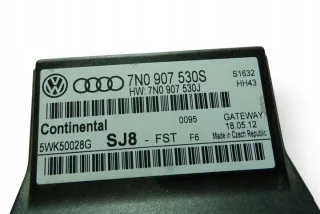 7N0 907 530S
HW: 7N0 907 530J
S1632
HH43
Continental
0095
GATEWAY
18.05.12
5WK50028G
SJ8 - FST F6
Made in Czech Republic